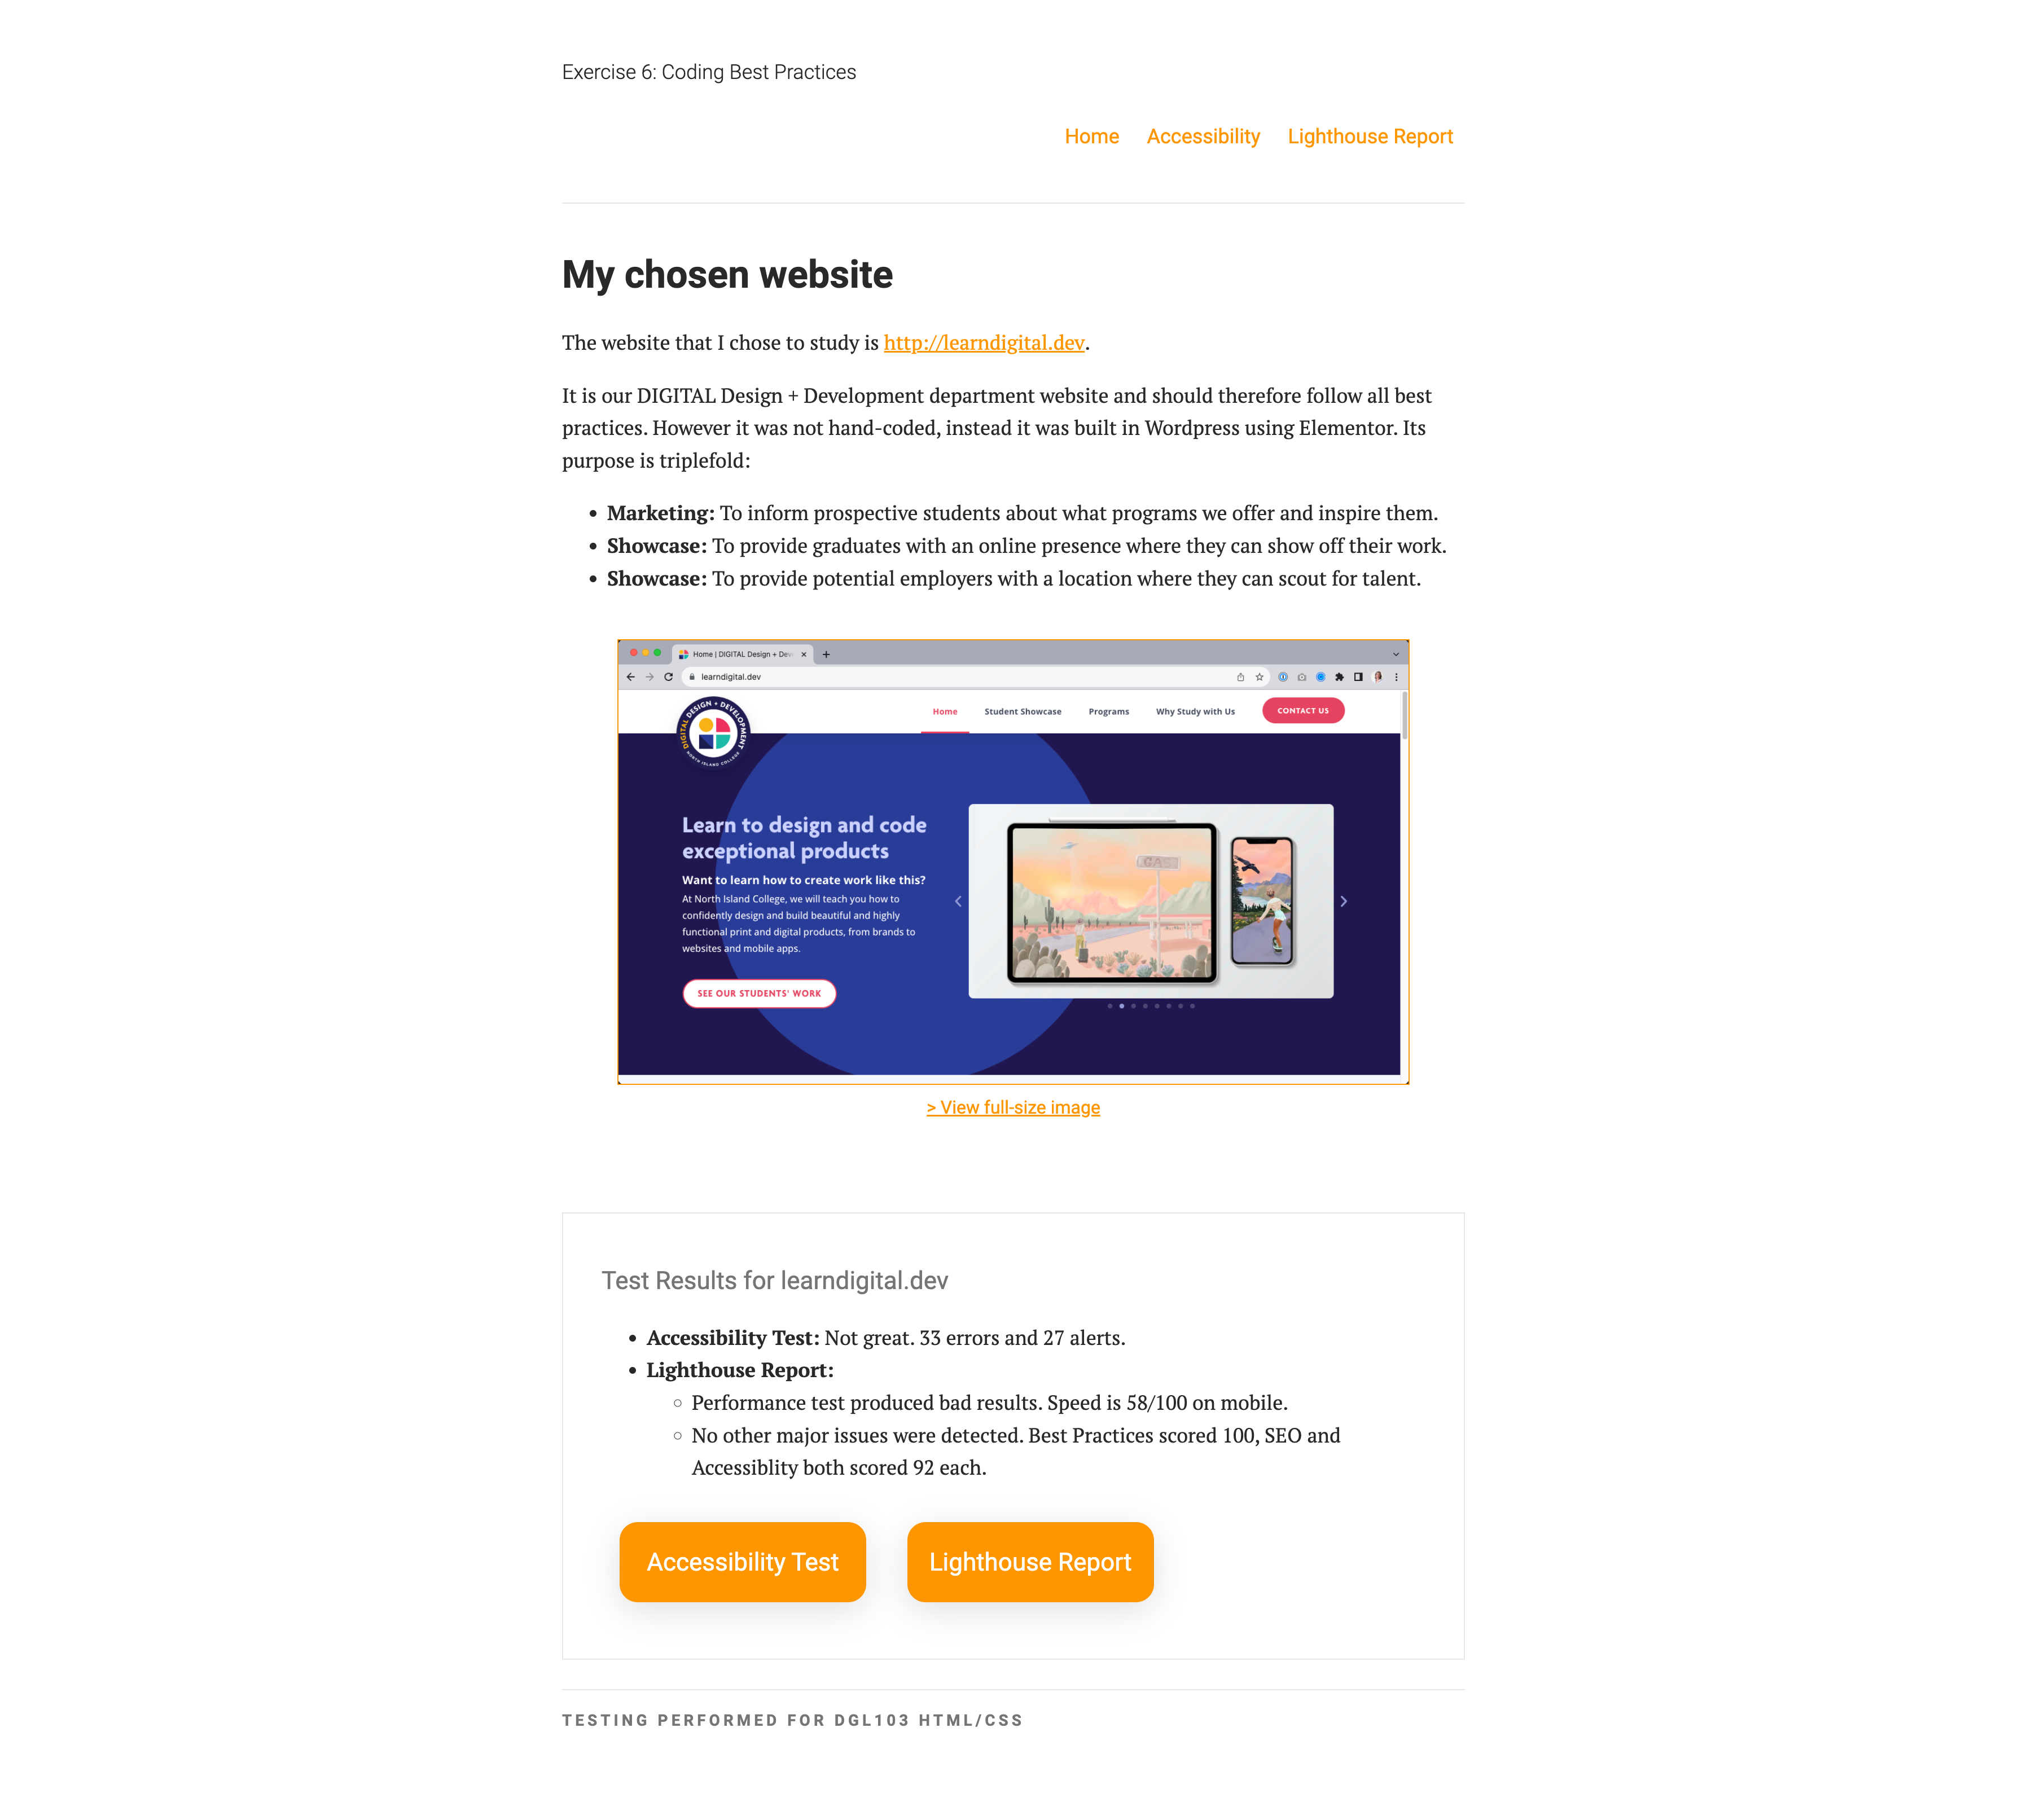 Exercise 6: Coding Best Practices
Home Accessibility Lighthouse Report
My chosen website
The website that I chose to study is http://learndigital.dev.
It is our DIGITAL Design + Development department website and should therefore follow all best
practices. However it was not hand-coded, instead it was built in Wordpress using Elementor. Its
purpose is triplefold:
• Marketing: To inform prospective students about what programs we offer and inspire them.
• Showcase: To provide graduates with an online presence where they can show off their work.
• Showcase: To provide potential employers with a location where they can scout for talent.
Home | DIGITAL Design + Dev
learndigital.dev
DIGITAL DESIGN + DEVELOPMENT
NORTH ISLAND COLLEGE
Home Student Showcase Programs Why Study with Us CONTACT US
Learn to design and code
exceptional products
Want to learn how to create work like this?
At North Island College, we will teach you how to
confidently design and build beautiful and highly
functional print and digital products, from brands to
websites and mobile apps.
SEE OUR STUDENTS' WORK
> View full-size image
Test Results for learndigital.dev
• Accessibility Test: Not great. 33 errors and 27 alerts.
• Lighthouse Report:
◦ Performance test produced bad results. Speed is 58/100 on mobile.
◦ No other major issues were detected. Best Practices scored 100, SEO and
Accessiblity both scored 92 each.
Accessibility Test Lighthouse Report
TESTING PERFORMED FOR DGL103 HTML/CSS